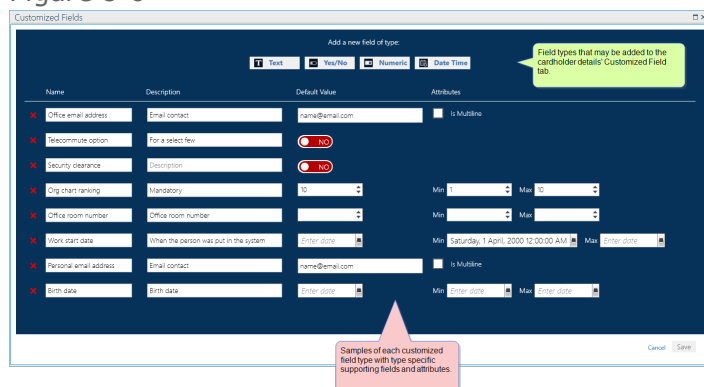 Customized Fields
Add a new field of type:
Text Yes/No Numeric Date Time
Field types that may be added to the
cardholder details' Customized Field
tab.
Name Description Default Value Attributes
Office email address Email contact name@email.com Is Multiline
Telecommute option For a select few NO
Security clearance Description NO
Org chart ranking Mandatory 10 Min 1 Max 10
Office room number Office room number Min Max
Work start date When the person was put in the system Enter date Min Saturday, 1 April, 2000 12:00:00 AM Max Enter date
Personal email address Email contact name@email.com Is Multiline
Birth date Birth date Enter date Min Enter date Max Enter date
Samples of each customized
field type with type specific
supporting fields and attributes.
Cancel Save